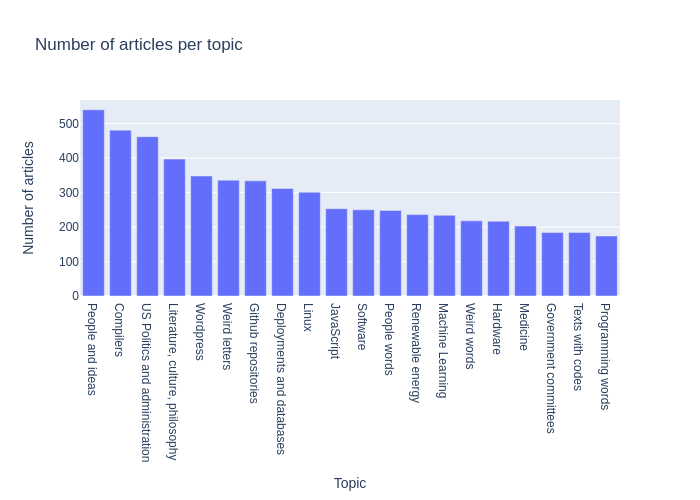 Number of articles per topic
Number of articles
500
400
300
200
100
0
People and ideas
Compilers
US Politics and administration
Literature, culture, philosophy
Wordpress
Weird letters
Github repositories
Deployments and databases
Linux
JavaScript
Software
People words
Renewable energy
Machine Learning
Weird words
Hardware
Medicine
Government committees
Texts with codes
Programming words
Topic